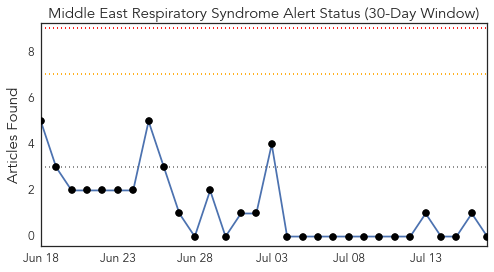 Middle East Respiratory Syndrome Alert Status (30-Day Window)
Articles Found
8
6
4
2
0
Jun 18 Jun 23 Jun 28 Jul 03 Jul 08 Jul 13